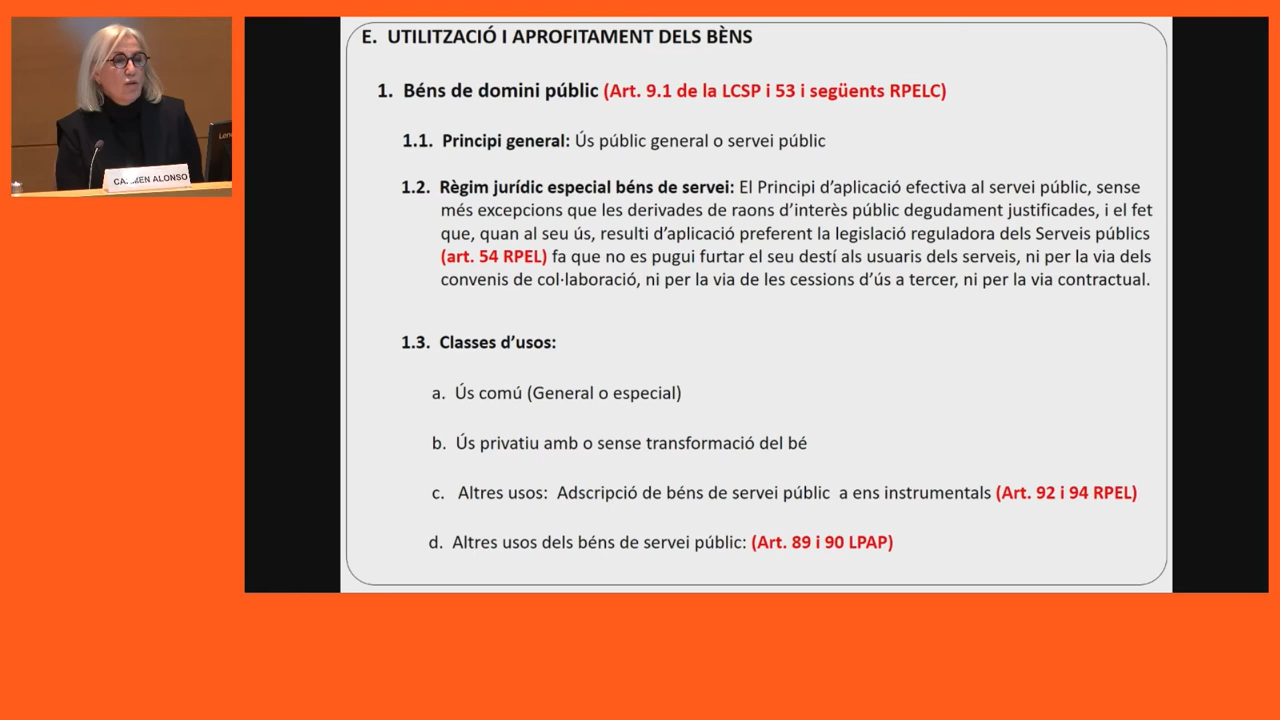 E. UTILITZACIÓ I APROFITAMENT DELS BÈNS
1. Béns de domini públic (Art. 9.1 de la LCSP i 53 i següents RPELC)
1.1. Principi general: Ús públic general o servei públic
1.2. Règim jurídic especial béns de servei: El Principi d’aplicació efectiva al servei públic, sense
més excepcions que les derivades de raons d’interès públic degudament justificades, i el fet
que, quan al seu ús, resulti d’aplicació preferent la legislació reguladora dels Serveis públics
(art. 54 RPEL) fa que no es pugui furtar el seu destí als usuaris dels serveis, ni per la via dels
convenis de col·laboració, ni per la via de les cessions d’ús a tercer, ni per la via contractual.
1.3. Classes d’usos:
a. Ús comú (General o especial)
b. Ús privatiu amb o sense transformació del bé
c. Altres usos: Adscripció de béns de servei públic a ens instrumentals (Art. 92 i 94 RPEL)
d. Altres usos dels béns de servei públic: (Art. 89 i 90 LPAP)
CARMEN ALONSO